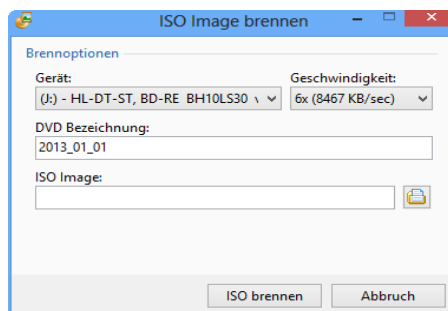 ISO Image brennen
Brennoptionen
Gerät: Geschwindigkeit:
(J:) - HL-DT-ST, BD-RE BH10LS30 6x (8467 KB/sec)
DVD Bezeichnung:
2013_01_01
ISO Image:
ISO brennen Abbruch